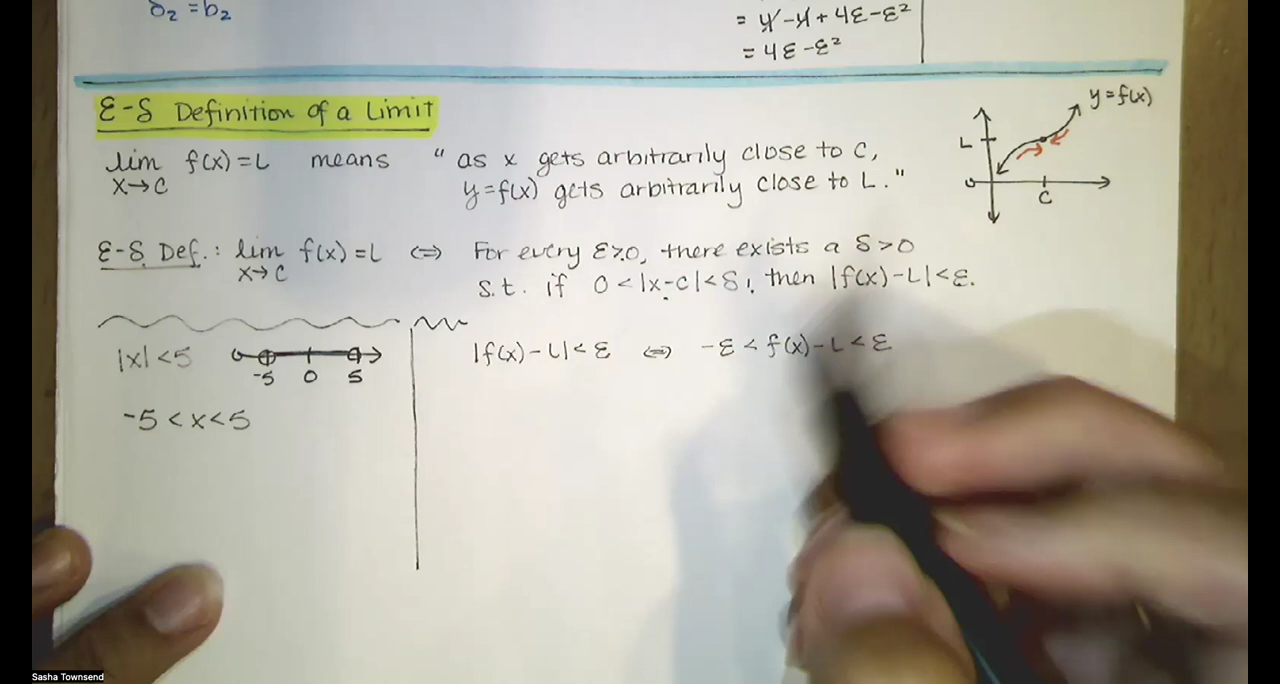 δ₂ = b₂
= 4 - 4 + 4ε - ε²
= 4ε - ε²
ε-δ Definition of a Limit
lim f(x) = L means "as x gets arbitrarily close to c,
x→c
y = f(x) gets arbitrarily close to L."
y = f(x)
L
c
ε-δ Def.: lim f(x) = L ⇔ For every ε>0, there exists a δ>0
x→c
s.t. if 0 < |x-c| < δ, then |f(x)-L| < ε.
|x| < 5
-5 0 5
-5 < x < 5
|f(x)-L| < ε ⇔ -ε < f(x)-L < ε
Sasha Townsend